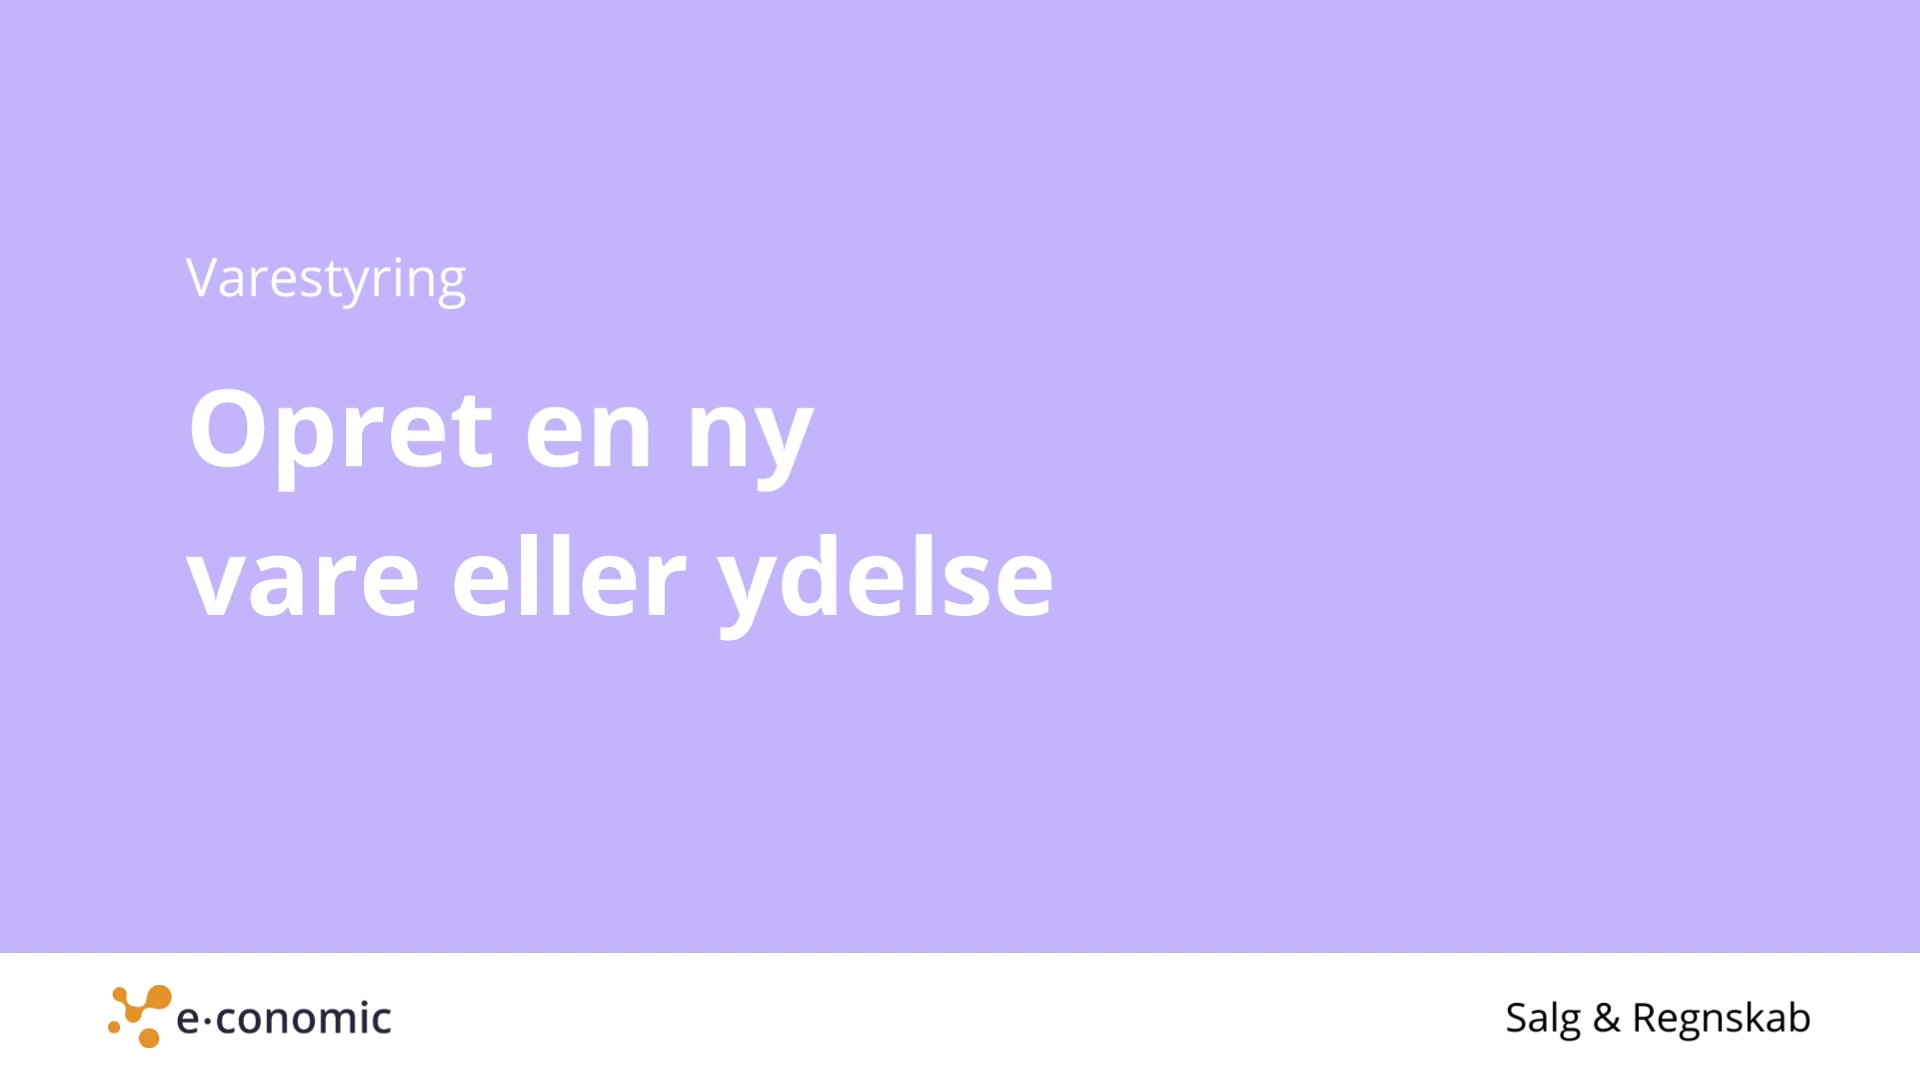 Varestyring
Opret en ny
vare eller ydelse
e·conomic
Salg & Regnskab